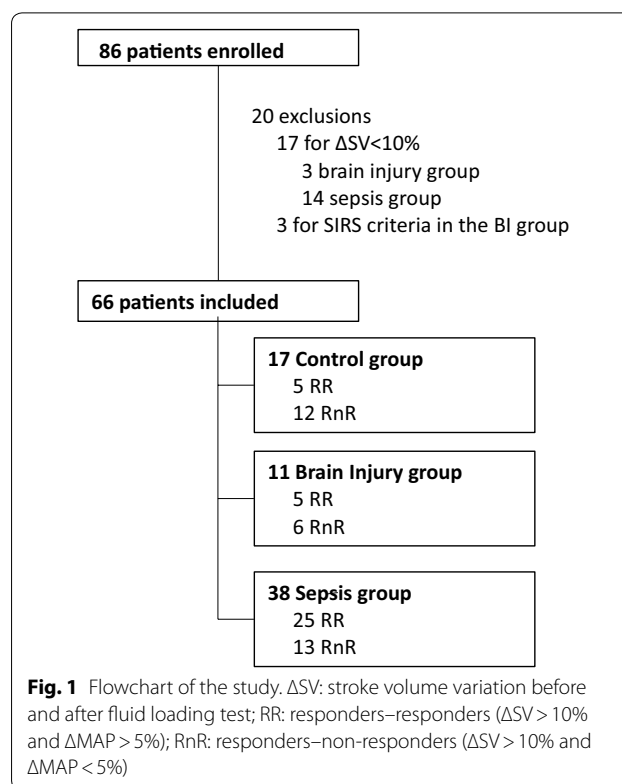 86 patients enrolled
20 exclusions
17 for ΔSV<10%
3 brain injury group
14 sepsis group
3 for SIRS criteria in the BI group
66 patients included
17 Control group
5 RR
12 RnR
11 Brain Injury group
5 RR
6 RnR
38 Sepsis group
25 RR
13 RnR
Fig. 1 Flowchart of the study. ΔSV: stroke volume variation before
and after fluid loading test; RR: responders–responders (ΔSV > 10%
and ΔMAP > 5%); RnR: responders–non-responders (ΔSV > 10% and
ΔMAP < 5%)